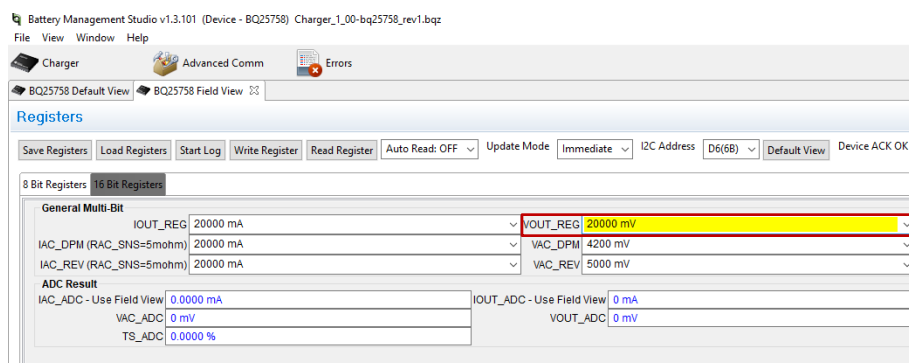 Battery Management Studio v1.3.101 (Device - BQ25758) Charger_1_00-bq25758_rev1.bqz
File View Window Help
Charger Advanced Comm Errors
BQ25758 Default View BQ25758 Field View
Registers
Save Registers Load Registers Start Log Write Register Read Register Auto Read: OFF Update Mode Immediate I2C Address D6(6B) Default View Device ACK OK
8 Bit Registers 16 Bit Registers
General Multi-Bit
IOUT_REG 20000 mA VOUT_REG 20000 mV
IAC_DPM (RAC_SNS=5mohm) 20000 mA VAC_DPM 4200 mV
IAC_REV (RAC_SNS=5mohm) 20000 mA VAC_REV 5000 mV
ADC Result
IAC_ADC - Use Field View 0.0000 mA IOUT_ADC - Use Field View 0 mA
VAC_ADC 0 mV VOUT_ADC 0 mV
TS_ADC 0.0000 %